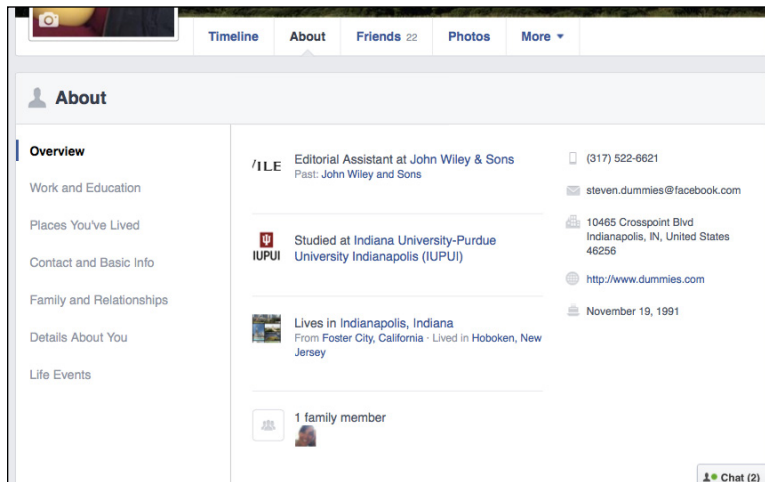 Timeline About Friends 22 Photos More
About
Overview
Work and Education
Places You've Lived
Contact and Basic Info
Family and Relationships
Details About You
Life Events
ILE
Editorial Assistant at John Wiley & Sons
Past: John Wiley and Sons
IUPUI
Studied at Indiana University-Purdue
University Indianapolis (IUPUI)
Lives in Indianapolis, Indiana
From Foster City, California · Lived in Hoboken, New
Jersey
1 family member
(317) 522-6621
steven.dummies@facebook.com
10465 Crosspoint Blvd
Indianapolis, IN, United States
46256
http://www.dummies.com
November 19, 1991
Chat (2)